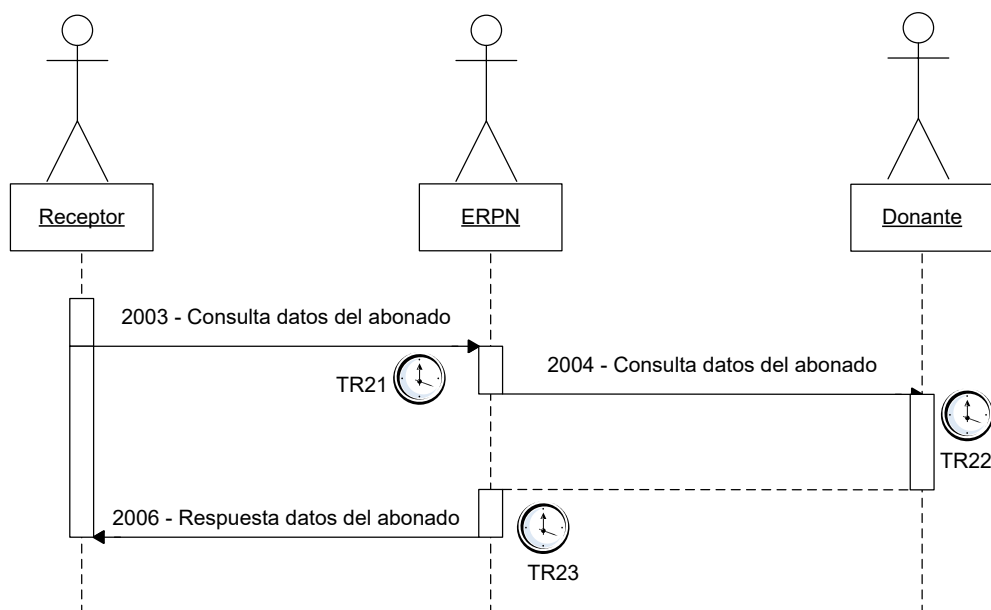 Receptor
ERPN
Donante
2003 - Consulta datos del abonado
2004 - Consulta datos del abonado
TR21
TR22
2006 - Respuesta datos del abonado
TR23